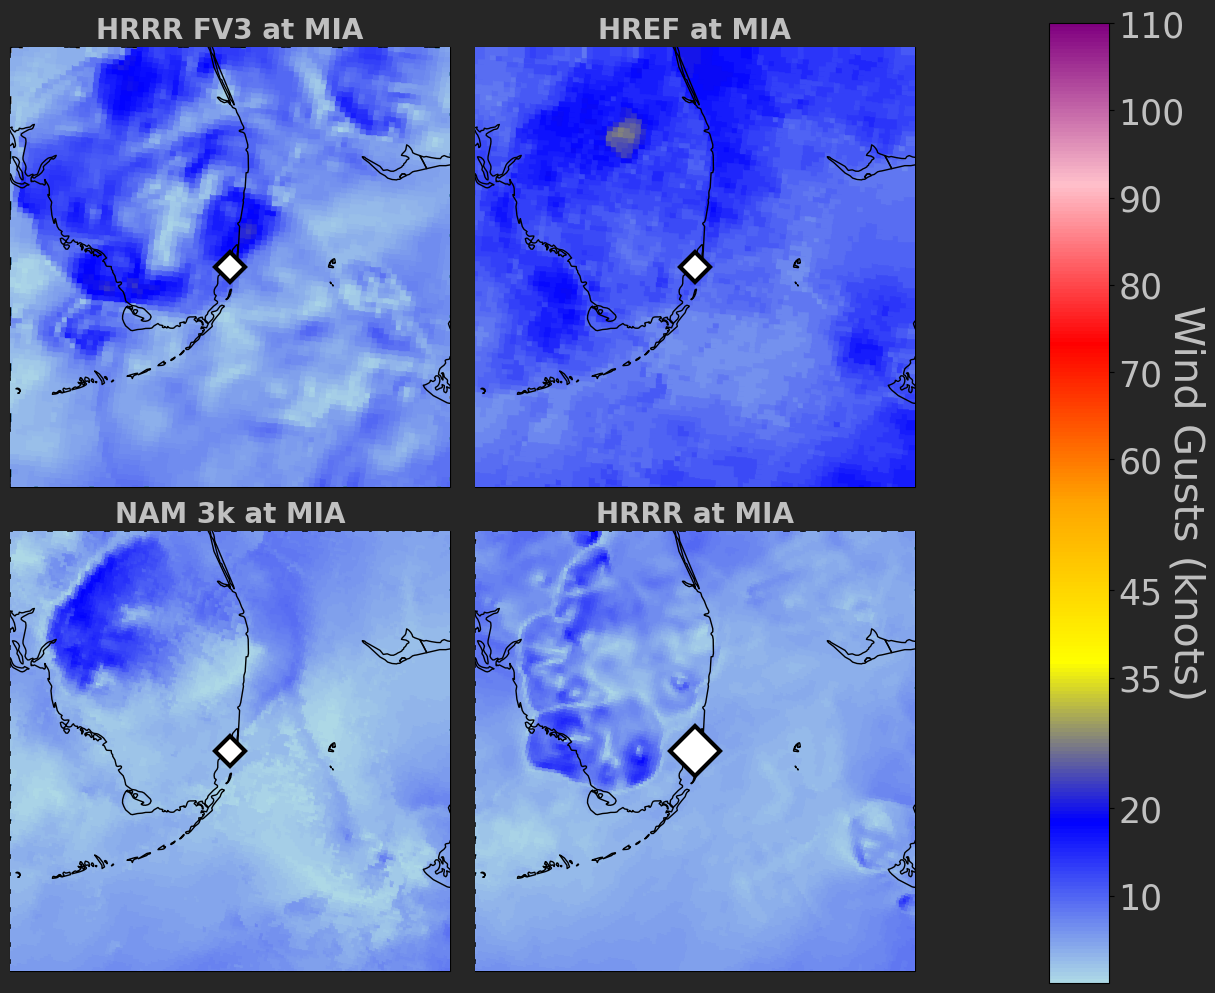 HRRR FV3 at MIA
HREF at MIA
NAM 3k at MIA
HRRR at MIA
110
100
90
80
70
60
45
35
20
10
Wind Gusts (knots)